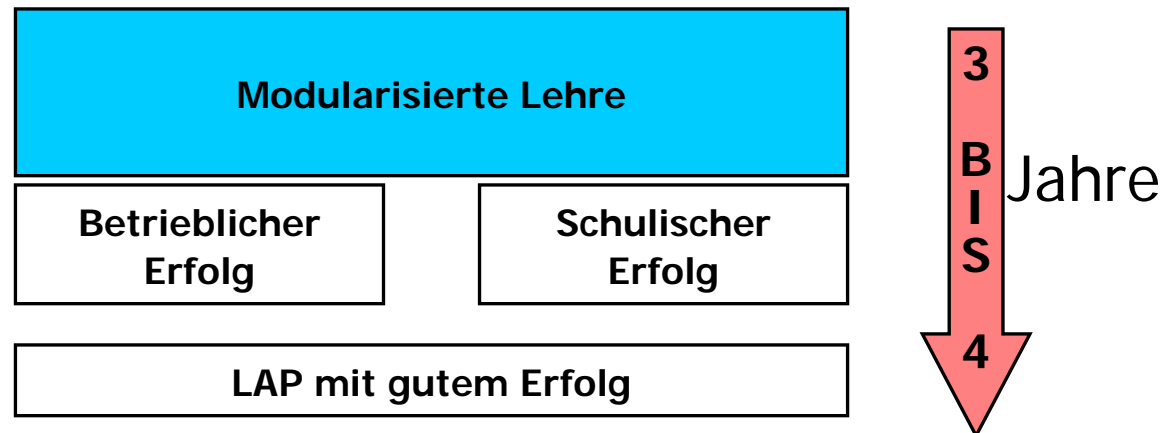 Modularisierte Lehre
Betrieblicher
Erfolg
Schulischer
Erfolg
LAP mit gutem Erfolg
3
B
I
S
4
Jahre